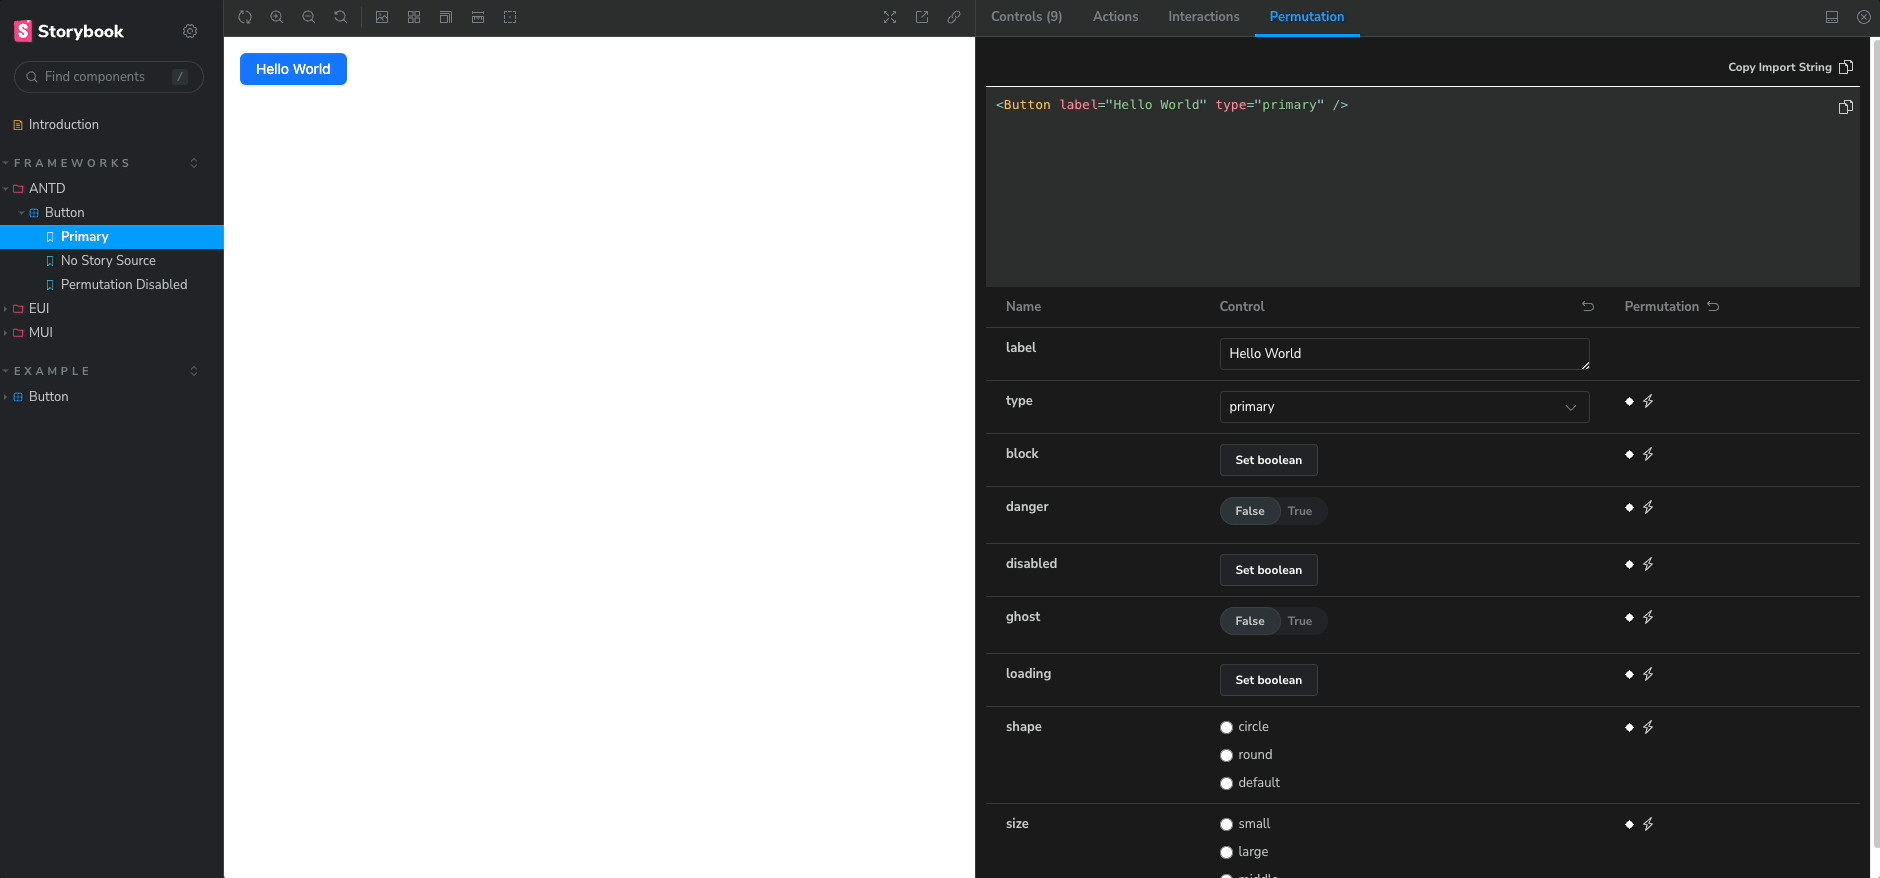 Storybook
Find components /
Introduction
FRAMEWORKS
ANTD
Button
Primary
No Story Source
Permutation Disabled
EUI
MUI
EXAMPLE
Button
Hello World
Controls (9) Actions Interactions Permutation
Copy Import String
<Button label="Hello World" type="primary" />
Name Control Permutation
label Hello World
type primary
block Set boolean
danger False True
disabled Set boolean
ghost False True
loading Set boolean
shape circle
round
default
size small
large
middle